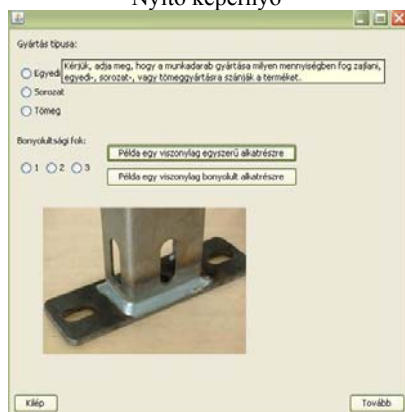 Nyitó képernyő
Gyártás típusa:
Egyedi
Kérjük, adja meg, hogy a munkadarab gyártása milyen mennyiségben fog zajlani,
egyedi-, sorozat-, vagy tömeggyártásra szánják a terméket.
Sorozat
Tömeg
Bonyolultsági fok:
Példa egy viszonylag egyszerű alkatrészre
1 2 3
Példa egy viszonylag bonyolult alkatrészre
Kilép
Tovább